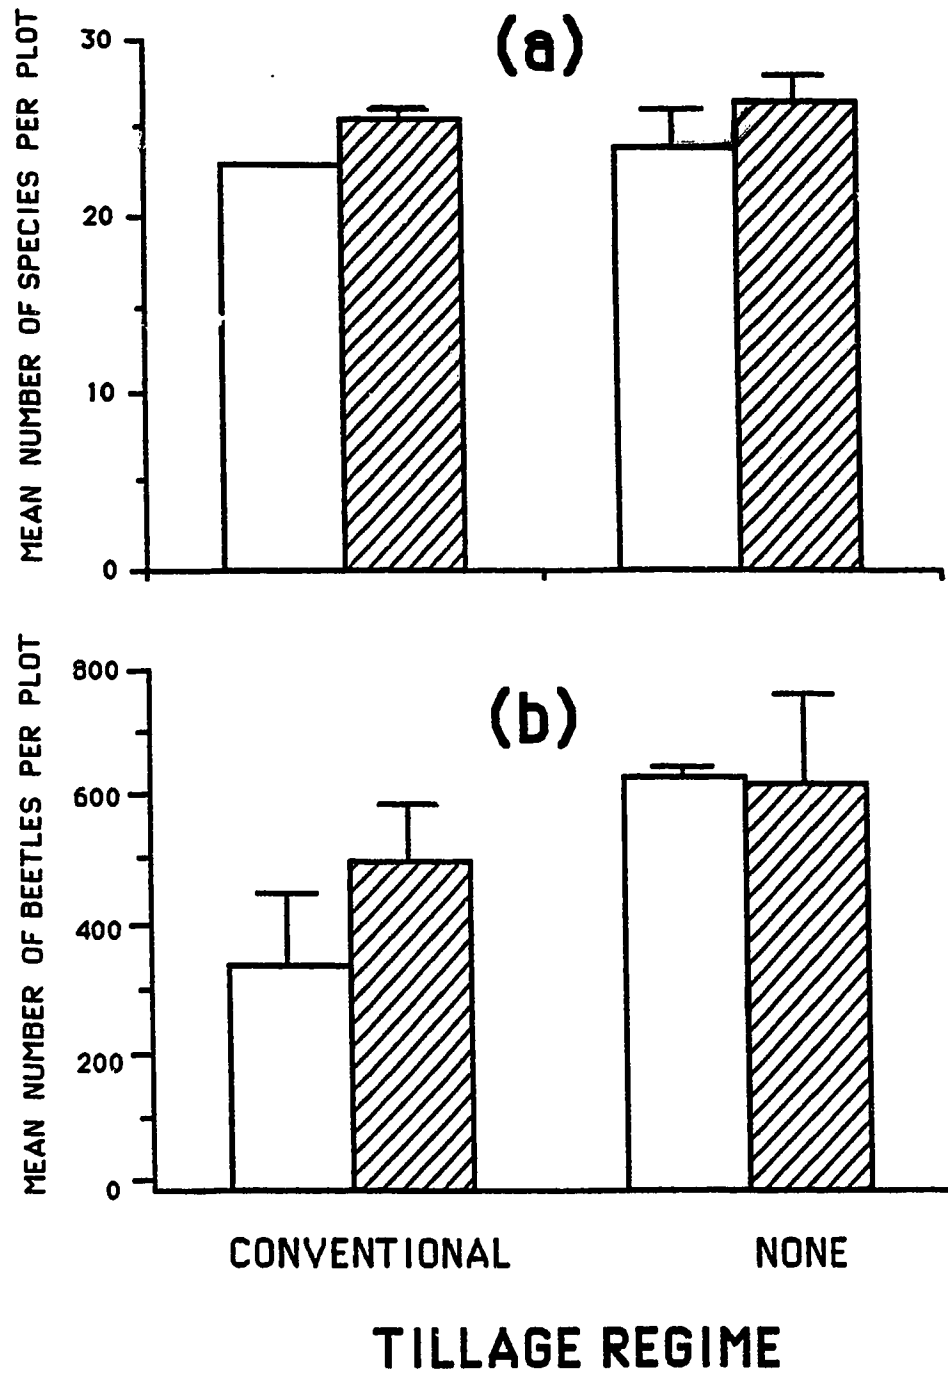 (a)
MEAN NUMBER OF SPECIES PER PLOT
30
20
10
0
(b)
MEAN NUMBER OF BEETLES PER PLOT
800
600
400
200
0
CONVENTIONAL NONE
TILLAGE REGIME